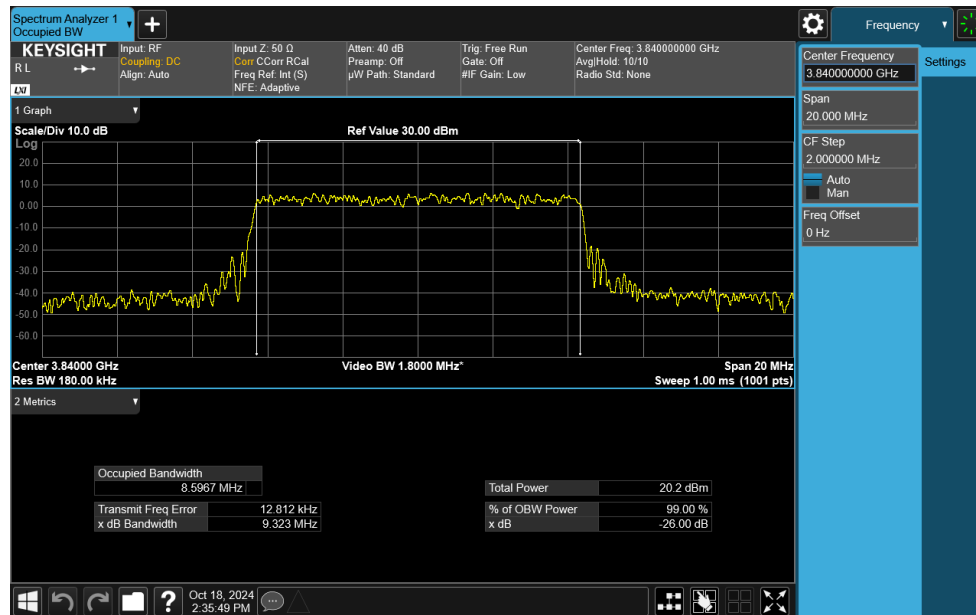 Spectrum Analyzer 1
Occupied BW
Frequency
KEYSIGHT
R L
LXI
Input: RF
Coupling: DC
Align: Auto
Input Z: 50 Ω
Corr CCorr RCal
Freq Ref: Int (S)
NFE: Adaptive
Atten: 40 dB
Preamp: Off
µW Path: Standard
Trig: Free Run
Gate: Off
#IF Gain: Low
Center Freq: 3.840000000 GHz
Avg|Hold: 10/10
Radio Std: None
Center Frequency
3.840000000 GHz
Settings
Span
20.000 MHz
CF Step
2.000000 MHz
Auto
Man
Freq Offset
0 Hz
1 Graph
Scale/Div 10.0 dB
Ref Value 30.00 dBm
Log
20.0
10.0
0.00
-10.0
-20.0
-30.0
-40.0
-50.0
-60.0
Center 3.84000 GHz
Video BW 1.8000 MHz*
Span 20 MHz
Res BW 180.00 kHz
Sweep 1.00 ms (1001 pts)
2 Metrics
Occupied Bandwidth
8.5967 MHz
Total Power 20.2 dBm
Transmit Freq Error 12.812 kHz
% of OBW Power 99.00 %
x dB Bandwidth 9.323 MHz
x dB -26.00 dB
Oct 18, 2024
2:35:49 PM